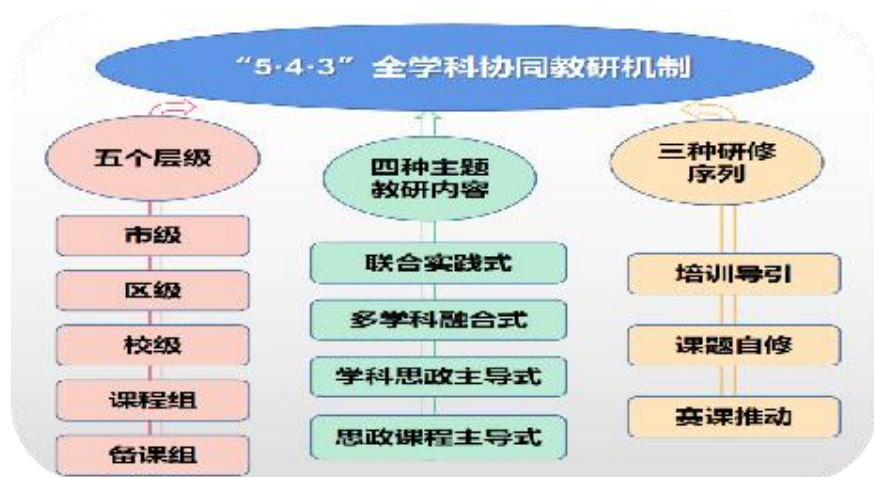 “5·4·3”全学科协同教研机制
五个层级
市级
区级
校级
课程组
备课组
四种主题
教研内容
联合实践式
多学科融合式
学科思政主导式
思政课程主导式
三种研修
序列
培训导引
课题自修
赛课推动